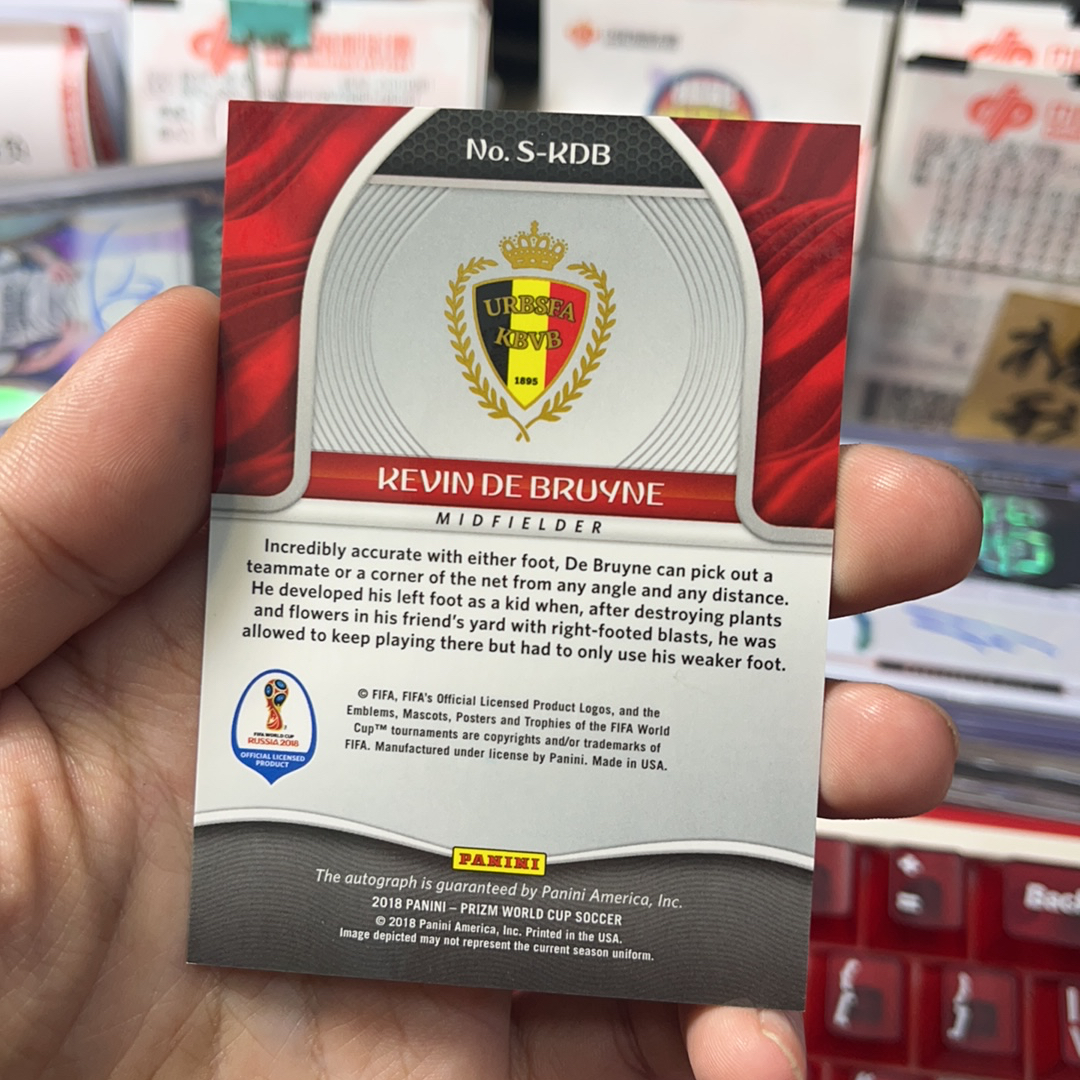 No. S-KDB
URBSFA
KBVB
1895
KEVIN DE BRUYNE
MIDFIELDER
Incredibly accurate with either foot, De Bruyne can pick out a
teammate or a corner of the net from any angle and any distance.
He developed his left foot as a kid when, after destroying plants
and flowers in his friend's yard with right-footed blasts, he was
allowed to keep playing there but had to only use his weaker foot.
FIFA WORLD CUP
RUSSIA 2018
OFFICIAL LICENSED
PRODUCT
© FIFA, FIFA's Official Licensed Product Logos, and the
Emblems, Mascots, Posters and Trophies of the FIFA World
Cup™ tournaments are copyrights and/or trademarks of
FIFA. Manufactured under license by Panini. Made in USA.
PANINI
The autograph is guaranteed by Panini America, Inc.
2018 PANINI – PRIZM WORLD CUP SOCCER
© 2018 Panini America, Inc. Printed in the USA.
Image depicted may not represent the current season uniform.
+
=
Back